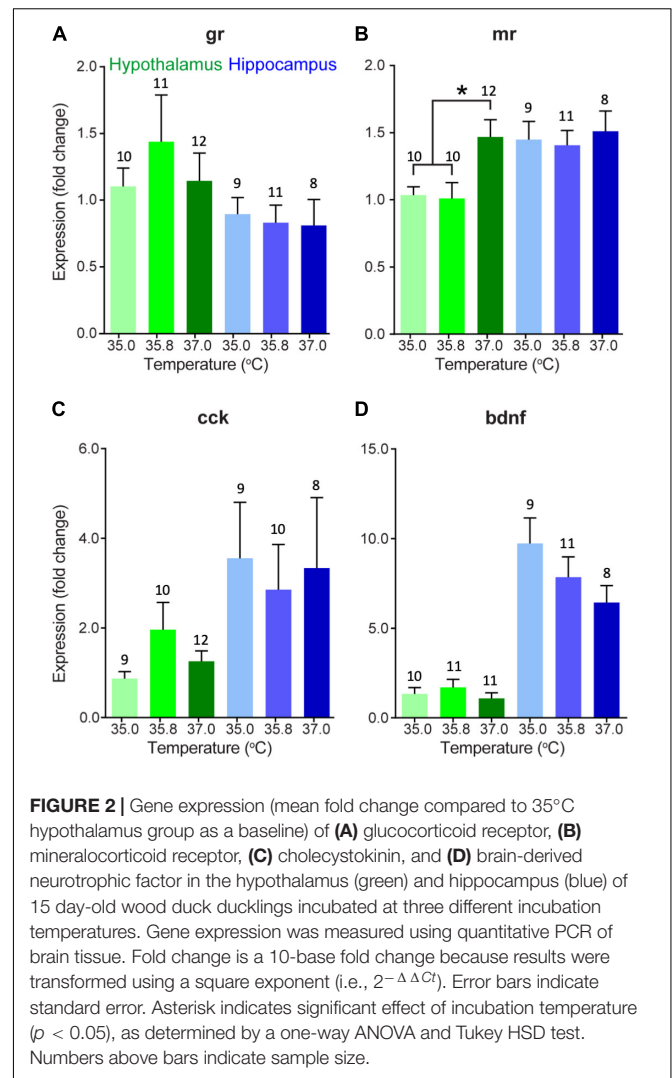 A
gr
Hypothalamus Hippocampus
Expression (fold change)
2.0
1.5
1.0
0.5
0.0
10
11
12
9
11
8
35.0 35.8 37.0 35.0 35.8 37.0
Temperature (°C)
B
mr
2.0
1.5
1.0
0.5
0.0
*
10
10
12
9
11
8
35.0 35.8 37.0 35.0 35.8 37.0
Temperature (°C)
C
cck
Expression (fold change)
6.0
4.0
2.0
0.0
9
10
12
9
10
8
35.0 35.8 37.0 35.0 35.8 37.0
Temperature (°C)
D
bdnf
15.0
10.0
5.0
0.0
10
11
11
9
11
8
35.0 35.8 37.0 35.0 35.8 37.0
Temperature (°C)
FIGURE 2 | Gene expression (mean fold change compared to 35°C
hypothalamus group as a baseline) of (A) glucocorticoid receptor, (B)
mineralocorticoid receptor, (C) cholecystokinin, and (D) brain-derived
neurotrophic factor in the hypothalamus (green) and hippocampus (blue) of
15 day-old wood duck ducklings incubated at three different incubation
temperatures. Gene expression was measured using quantitative PCR of
brain tissue. Fold change is a 10-base fold change because results were
transformed using a square exponent (i.e., 2−ΔΔCt). Error bars indicate
standard error. Asterisk indicates significant effect of incubation temperature
(p < 0.05), as determined by a one-way ANOVA and Tukey HSD test.
Numbers above bars indicate sample size.